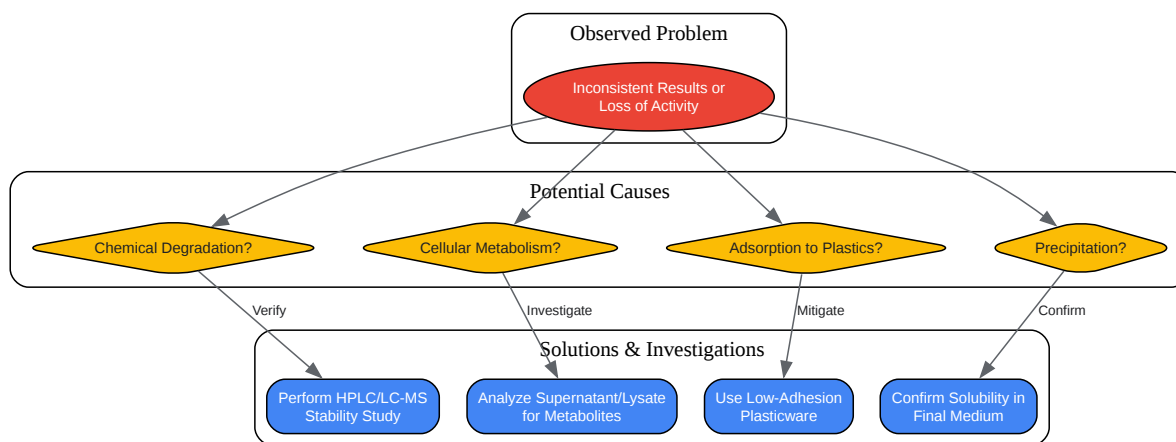 Observed Problem
Inconsistent Results or
Loss of Activity
Potential Causes
Chemical Degradation?
Cellular Metabolism?
Adsorption to Plastics?
Precipitation?
Verify
Investigate
Mitigate
Confirm
Solutions & Investigations
Perform HPLC/LC-MS
Stability Study
Analyze Supernatant/Lysate
for Metabolites
Use Low-Adhesion
Plasticware
Confirm Solubility in
Final Medium